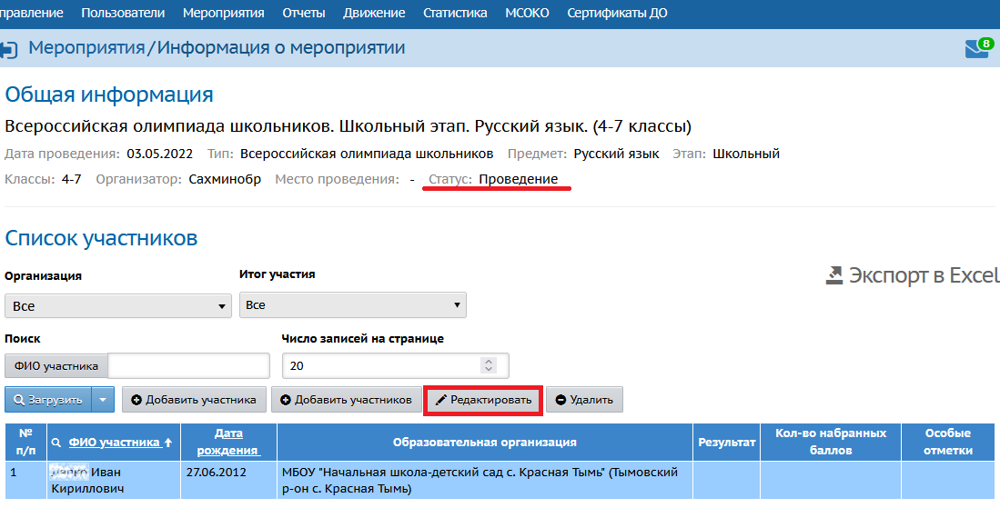 правление Пользователи Мероприятия Отчеты Движение Статистика МСОКО Сертификаты ДО
Мероприятия/Информация о мероприятии 8
Общая информация
Всероссийская олимпиада школьников. Школьный этап. Русский язык. (4-7 классы)
Дата проведения: 03.05.2022 Тип: Всероссийская олимпиада школьников Предмет: Русский язык Этап: Школьный
Классы: 4-7 Организатор: Сахминобр Место проведения: - Статус: Проведение
Список участников
Организация Итог участия
Экспорт в Excel
Все Все
Поиск Число записей на странице
ФИО участника 20
Загрузить Добавить участника Добавить участников Редактировать Удалить
№ п/п ФИО участника Дата рождения Образовательная организация Результат Кол-во набранных баллов Особые отметки
1 Иван Кириллович 27.06.2012 МБОУ "Начальная школа-детский сад с. Красная Тымь" (Тымовский р-он с. Красная Тымь)